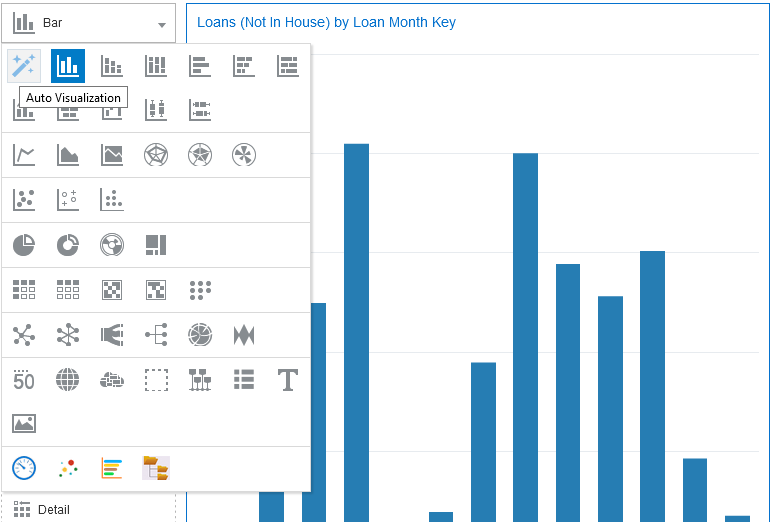 Bar
Loans (Not In House) by Loan Month Key
Auto Visualization
50
T
Detail